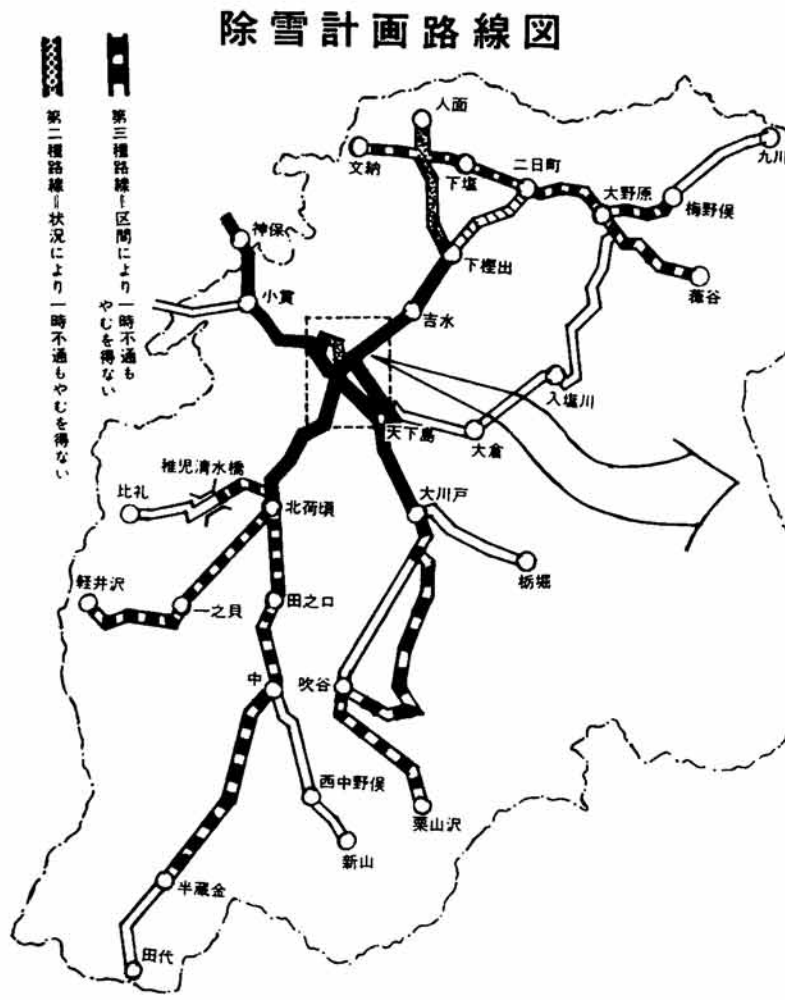 除雪計画路線図
第三種路線＝区間により一時不通も
やむを得ない
第二種路線＝状況により一時不通もやむを得ない
人面
文納
下塩
二日町
大野原
梅野俣
九川
薇谷
神保
小貫
下樫出
吉水
天下島
大倉
入塩川
稚児清水橋
比礼
北荷頃
大川戸
栃堀
軽井沢
一之貝
田之口
中
吹谷
西中野俣
新山
栗山沢
半蔵金
田代